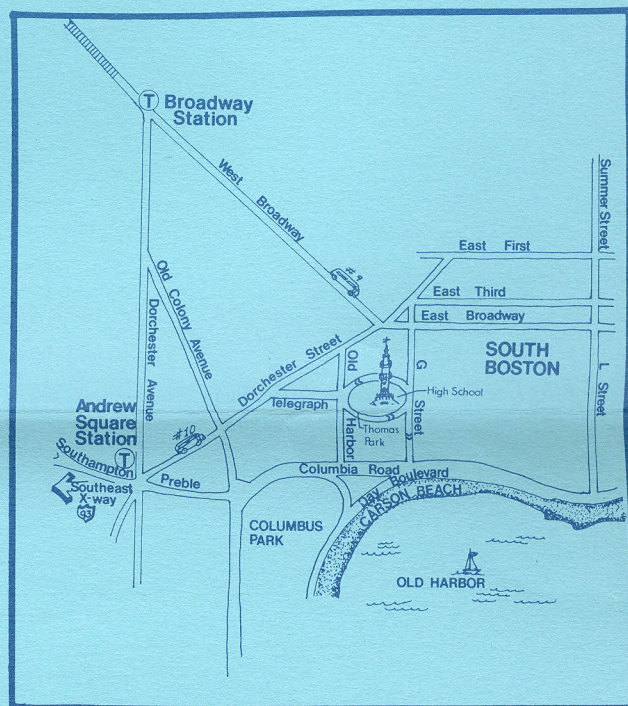 T Broadway
Station
West Broadway
Summer Street
#9
East First
East Third
East Broadway
Old Colony Avenue
Dorchester Avenue
Dorchester Street
Old
Harbor
G
Street
SOUTH
BOSTON
High School
L Street
Telegraph
Thomas
Park
Andrew
Square
Station
T
#10
Southampton
Southeast
X-way
93
Preble
Columbia Road
Day Boulevard
CARSON BEACH
COLUMBUS
PARK
OLD HARBOR